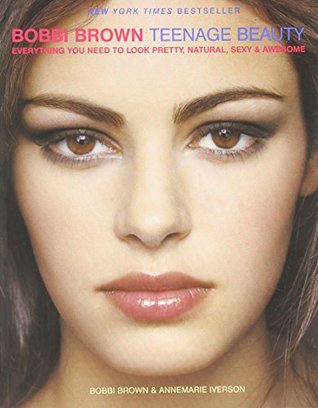 NEW YORK TIMES BESTSELLER
BOBBI BROWN TEENAGE BEAUTY
EVERYTHING YOU NEED TO LOOK PRETTY, NATURAL, SEXY & AWESOME
BOBBI BROWN & ANNEMARIE IVERSON